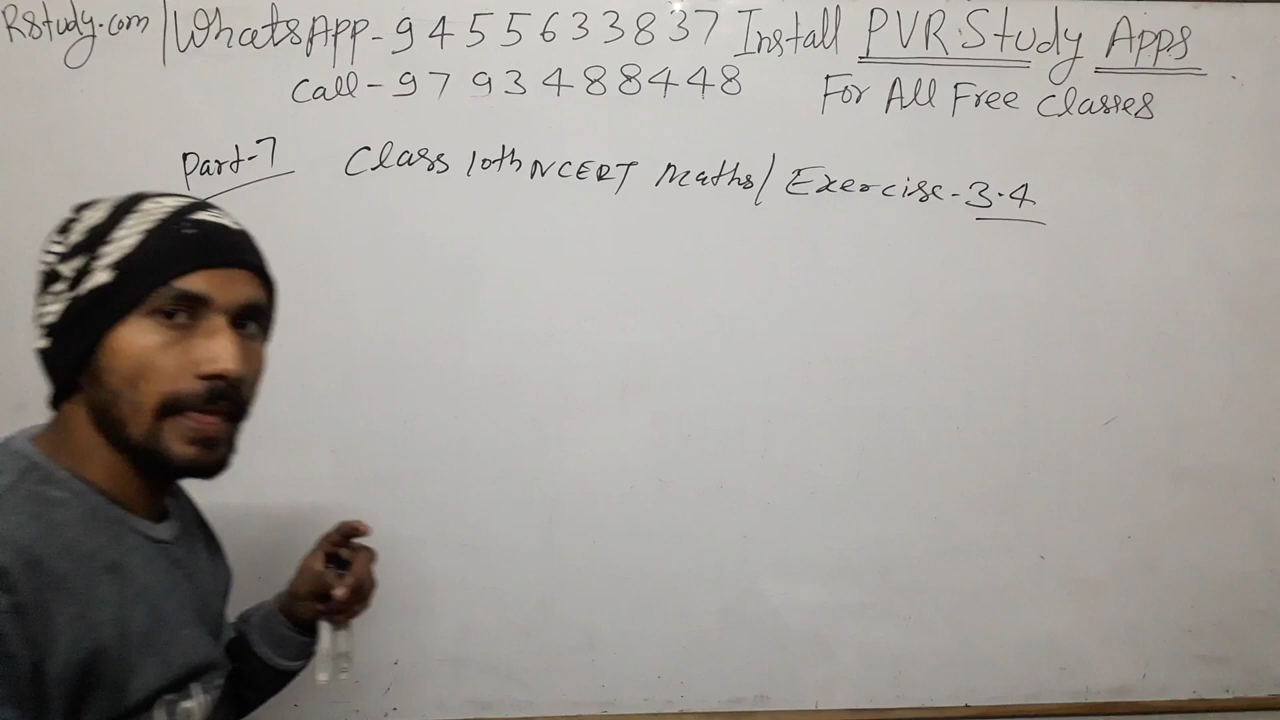 RStudy.com | WhatsApp-9455633837 Install PVR.Study Apps
Call-9793488448 For All Free Classes
Part-7 Class 10th NCERT Maths/ Exercise-3.4